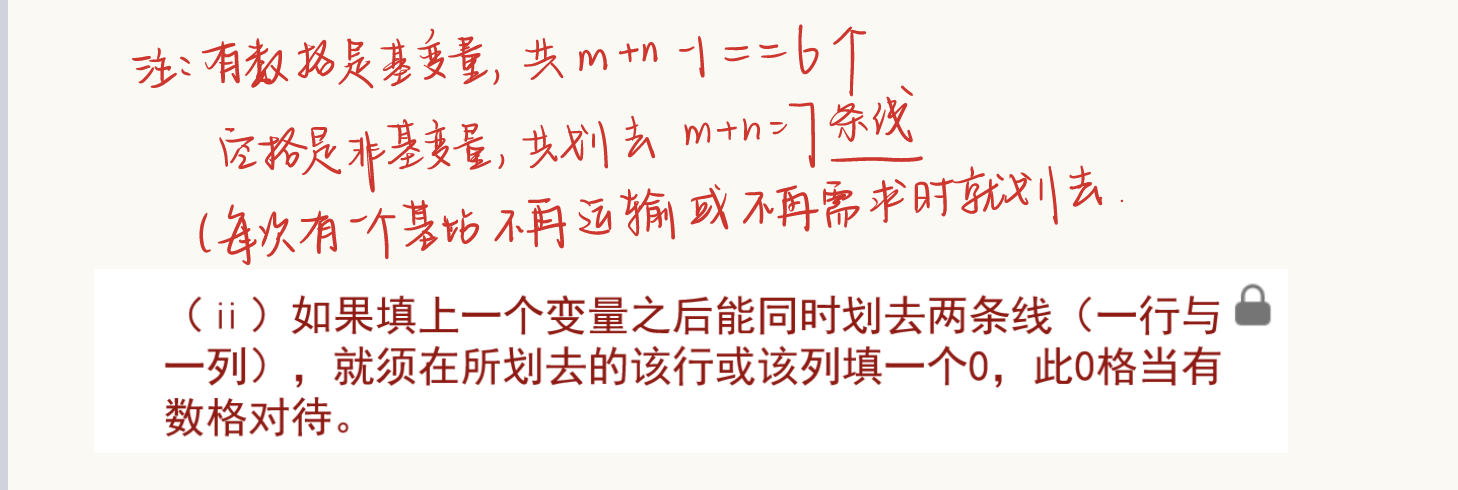 注:有数格是基变量,共 m+n-1==6个
空格是非基变量,共划去 m+n=7条线
(每次有一个基站不再运输或不再需求时就划去.
(ii)如果填上一个变量之后能同时划去两条线(一行与
一列),就须在所划去的该行或该列填一个0,此0格当有
数格对待。